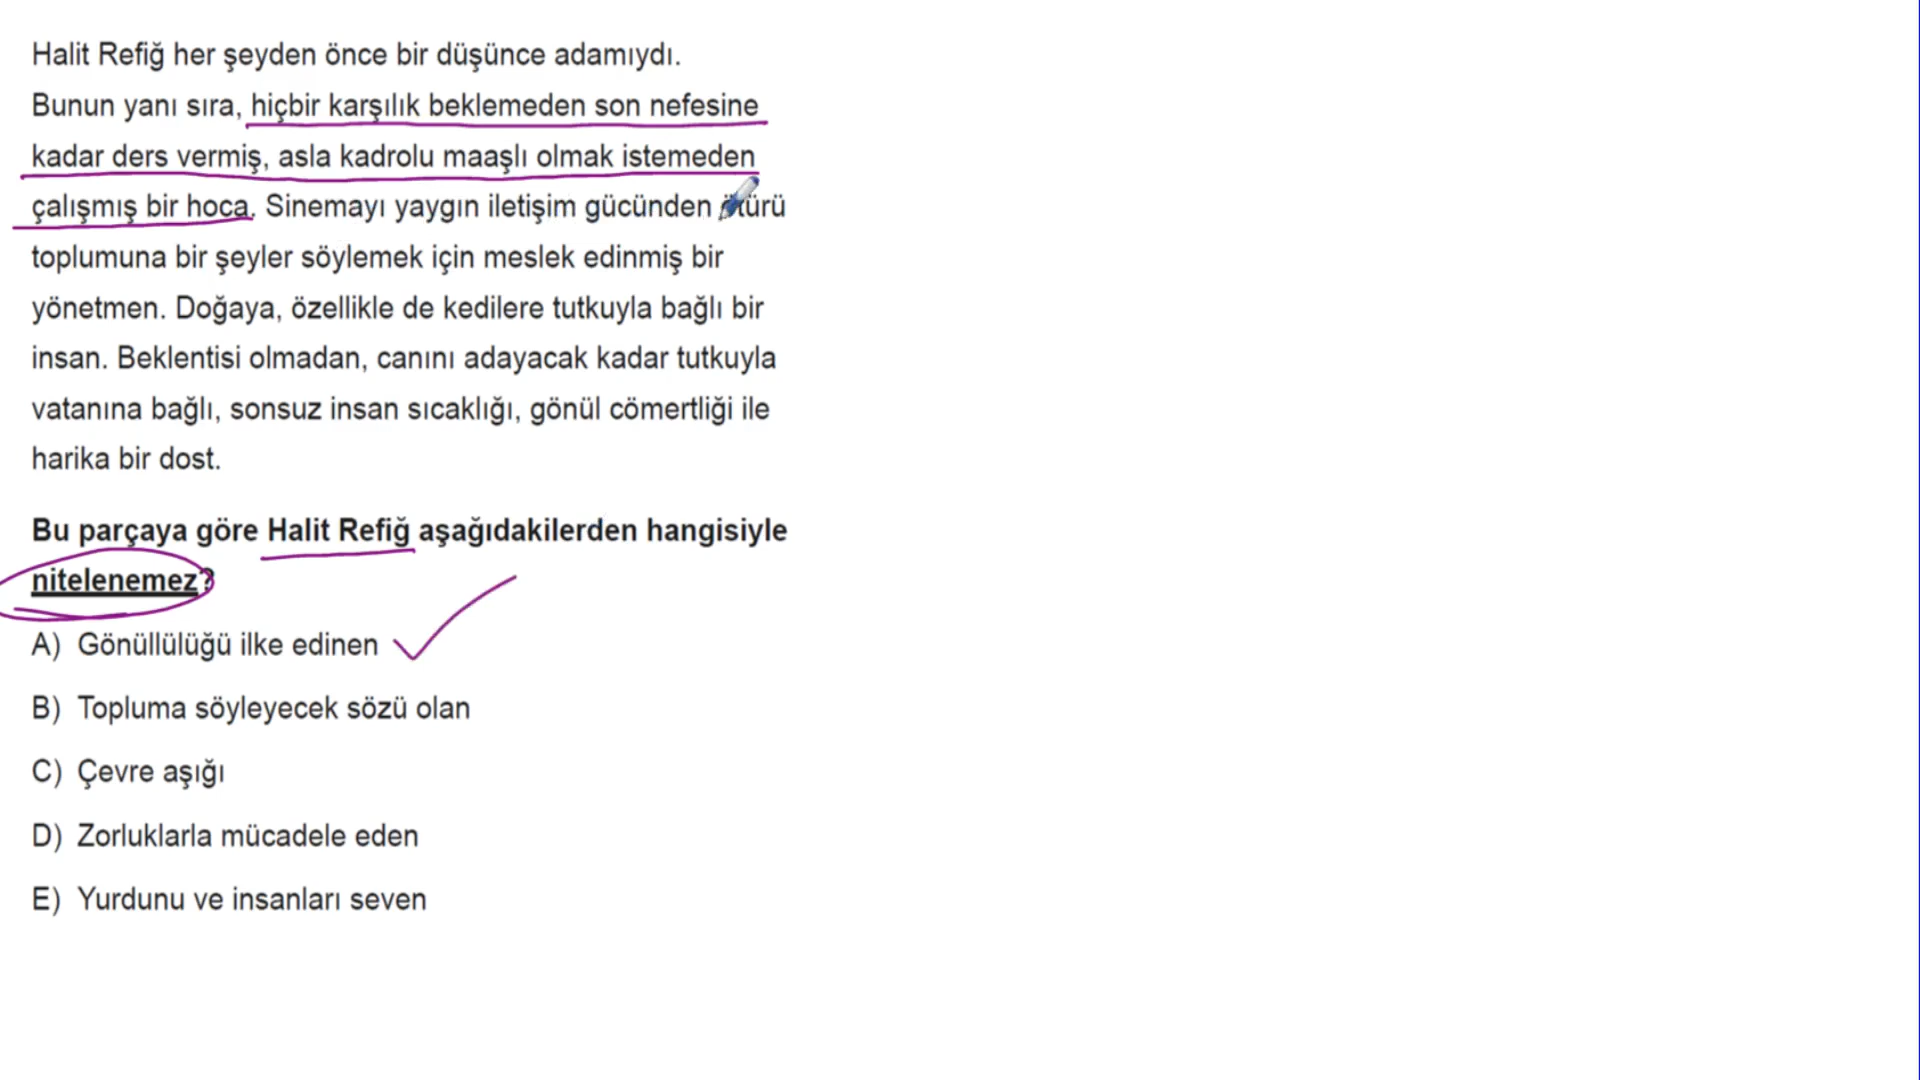 Halit Refiğ her şeyden önce bir düşünce adamıydı.
Bunun yanı sıra, hiçbir karşılık beklemeden son nefesine
kadar ders vermiş, asla kadrolu maaşlı olmak istemeden
çalışmış bir hoca. Sinemayı yaygın iletişim gücünden ötürü
toplumuna bir şeyler söylemek için meslek edinmiş bir
yönetmen. Doğaya, özellikle de kedilere tutkuyla bağlı bir
insan. Beklentisi olmadan, canını adayacak kadar tutkuyla
vatanına bağlı, sonsuz insan sıcaklığı, gönül cömertliği ile
harika bir dost.
Bu parçaya göre Halit Refiğ aşağıdakilerden hangisiyle
nitelenemez?
A) Gönüllülüğü ilke edinen
B) Topluma söyleyecek sözü olan
C) Çevre aşığı
D) Zorluklarla mücadele eden
E) Yurdunu ve insanları seven